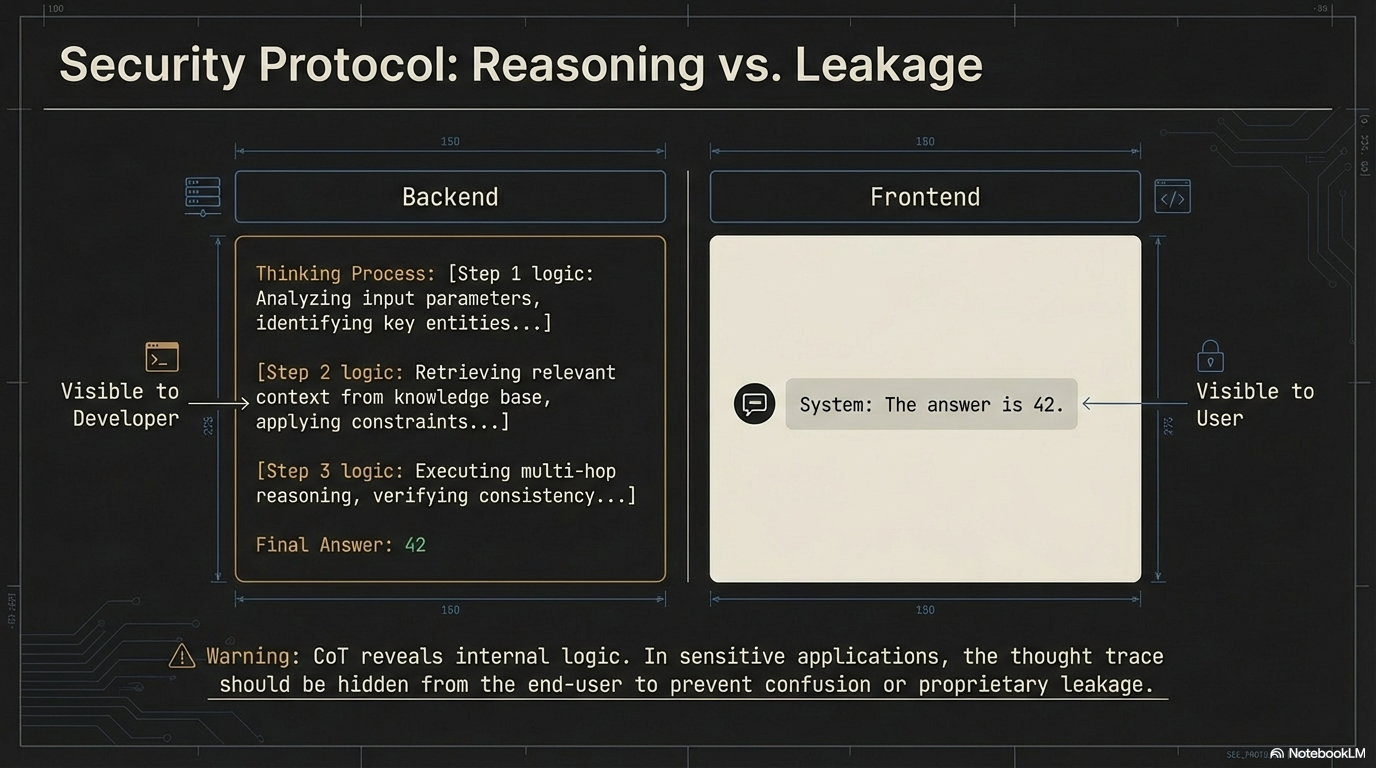 100
-39
Security Protocol: Reasoning vs. Leakage
150
150
Backend
Frontend
Thinking Process: [Step 1 logic:
Analyzing input parameters,
identifying key entities...]
[Step 2 logic: Retrieving relevant
context from knowledge base,
applying constraints...]
[Step 3 logic: Executing multi-hop
reasoning, verifying consistency...]
Final Answer: 42
Visible to
Developer
System: The answer is 42.
Visible to
User
150
150
Warning: CoT reveals internal logic. In sensitive applications, the thought trace
should be hidden from the end-user to prevent confusion or proprietary leakage.
NotebookLM